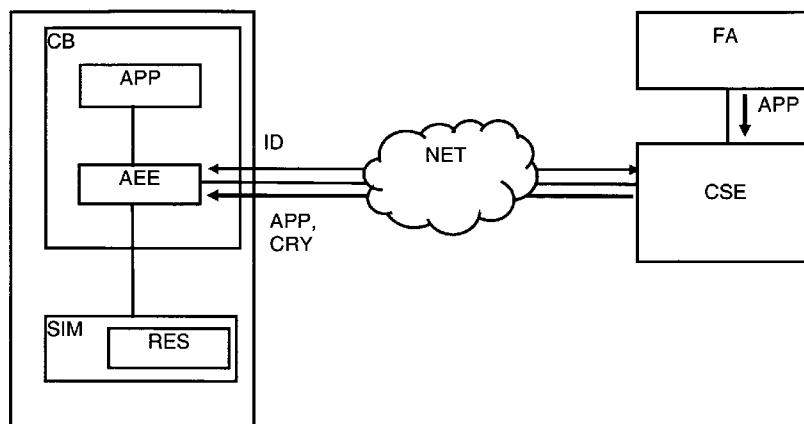 CB
FA
APP
APP
ID
NET
AEE
CSE
APP,
CRY
SIM
RES